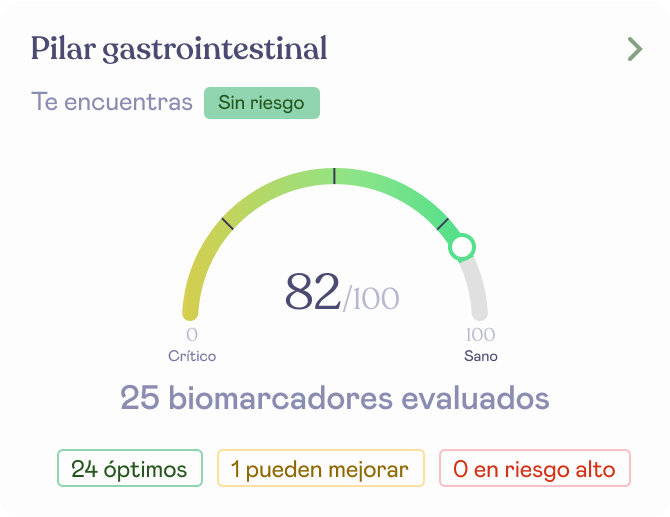 Pilar gastrointestinal
Te encuentras Sin riesgo
82/100
0 100
Crítico Sano
25 biomarcadores evaluados
24 óptimos 1 pueden mejorar 0 en riesgo alto